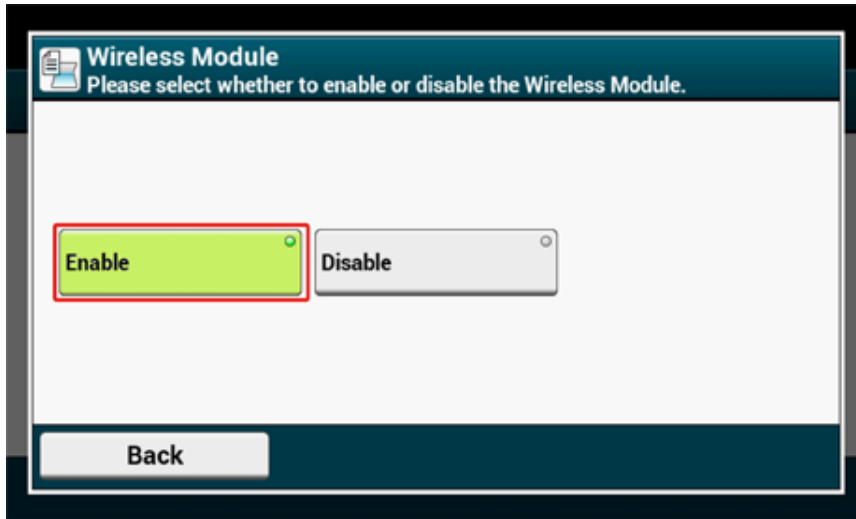 Wireless Module
Please select whether to enable or disable the Wireless Module.
Enable
Disable
Back